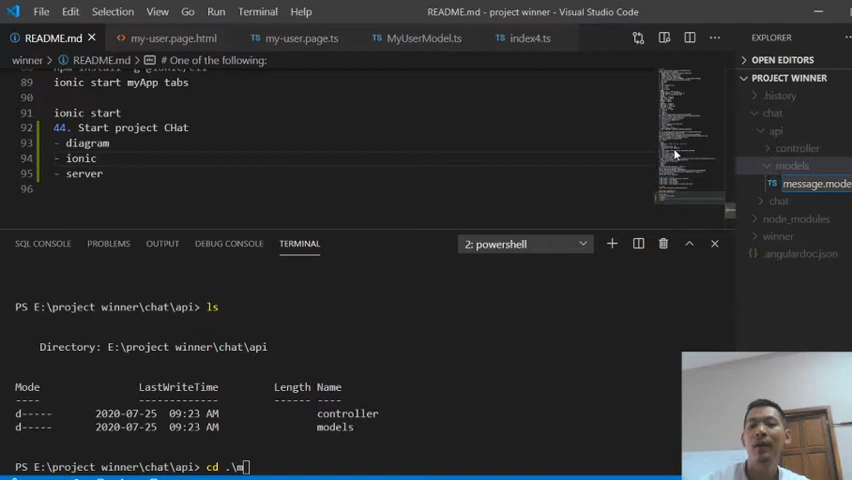 File Edit Selection View Go Run Terminal Help README.md - project winner - Visual Studio Code
README.md my-user.page.html my-user.page.ts MyUserModel.ts index4.ts
winner > README.md > # One of the following:
89 ionic start myApp tabs
90
91 ionic start
92 44. Start project CHat
93 - diagram
94 - ionic
95 - server
96
EXPLORER
OPEN EDITORS
PROJECT WINNER
.history
chat
api
controller
models
message.mode
chat
node_modules
winner
.angulardoc.json
SQL CONSOLE PROBLEMS OUTPUT DEBUG CONSOLE TERMINAL 2: powershell
PS E:\project winner\chat\api> ls
Directory: E:\project winner\chat\api
Mode LastWriteTime Length Name
---- ------------- ------ ----
d----- 2020-07-25 09:23 AM controller
d----- 2020-07-25 09:23 AM models
PS E:\project winner\chat\api> cd .\m